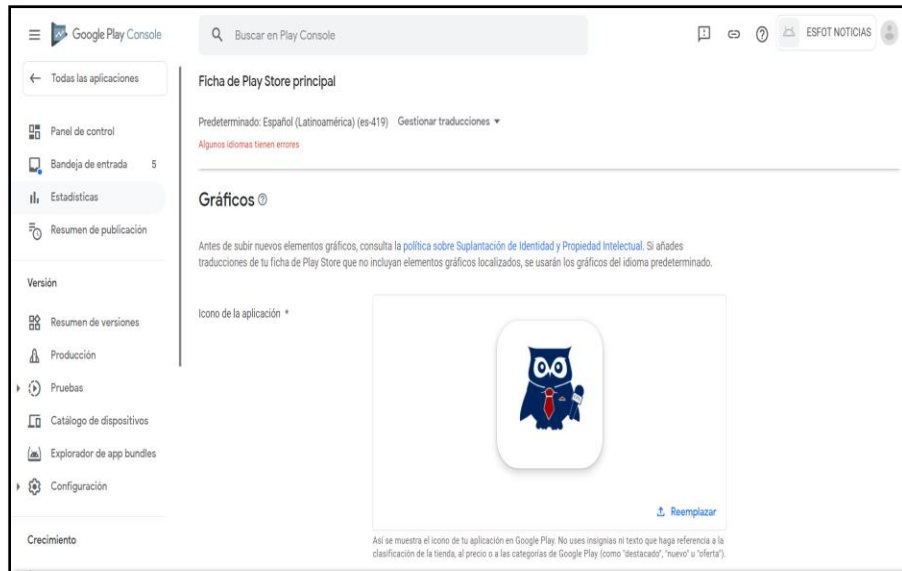 Google Play Console
Buscar en Play Console
ESFOT NOTICIAS
Todas las aplicaciones
Panel de control
Bandeja de entrada 5
Estadísticas
Resumen de publicación
Versión
Resumen de versiones
Producción
Pruebas
Catálogo de dispositivos
Explorador de app bundles
Configuración
Crecimiento
Ficha de Play Store principal
Predeterminado: Español (Latinoamérica) (es-419) Gestionar traducciones
Algunos idiomas tienen errores
Gráficos
Antes de subir nuevos elementos gráficos, consulta la política sobre Suplantación de Identidad y Propiedad Intelectual. Si añades
traducciones de tu ficha de Play Store que no incluyan elementos gráficos localizados, se usarán los gráficos del idioma predeterminado.
Icono de la aplicación *
Reemplazar
Así se muestra el icono de tu aplicación en Google Play. No uses insignias ni texto que haga referencia a la
clasificación de la tienda, al precio o a las categorías de Google Play (como "destacado", "nuevo" u "oferta").